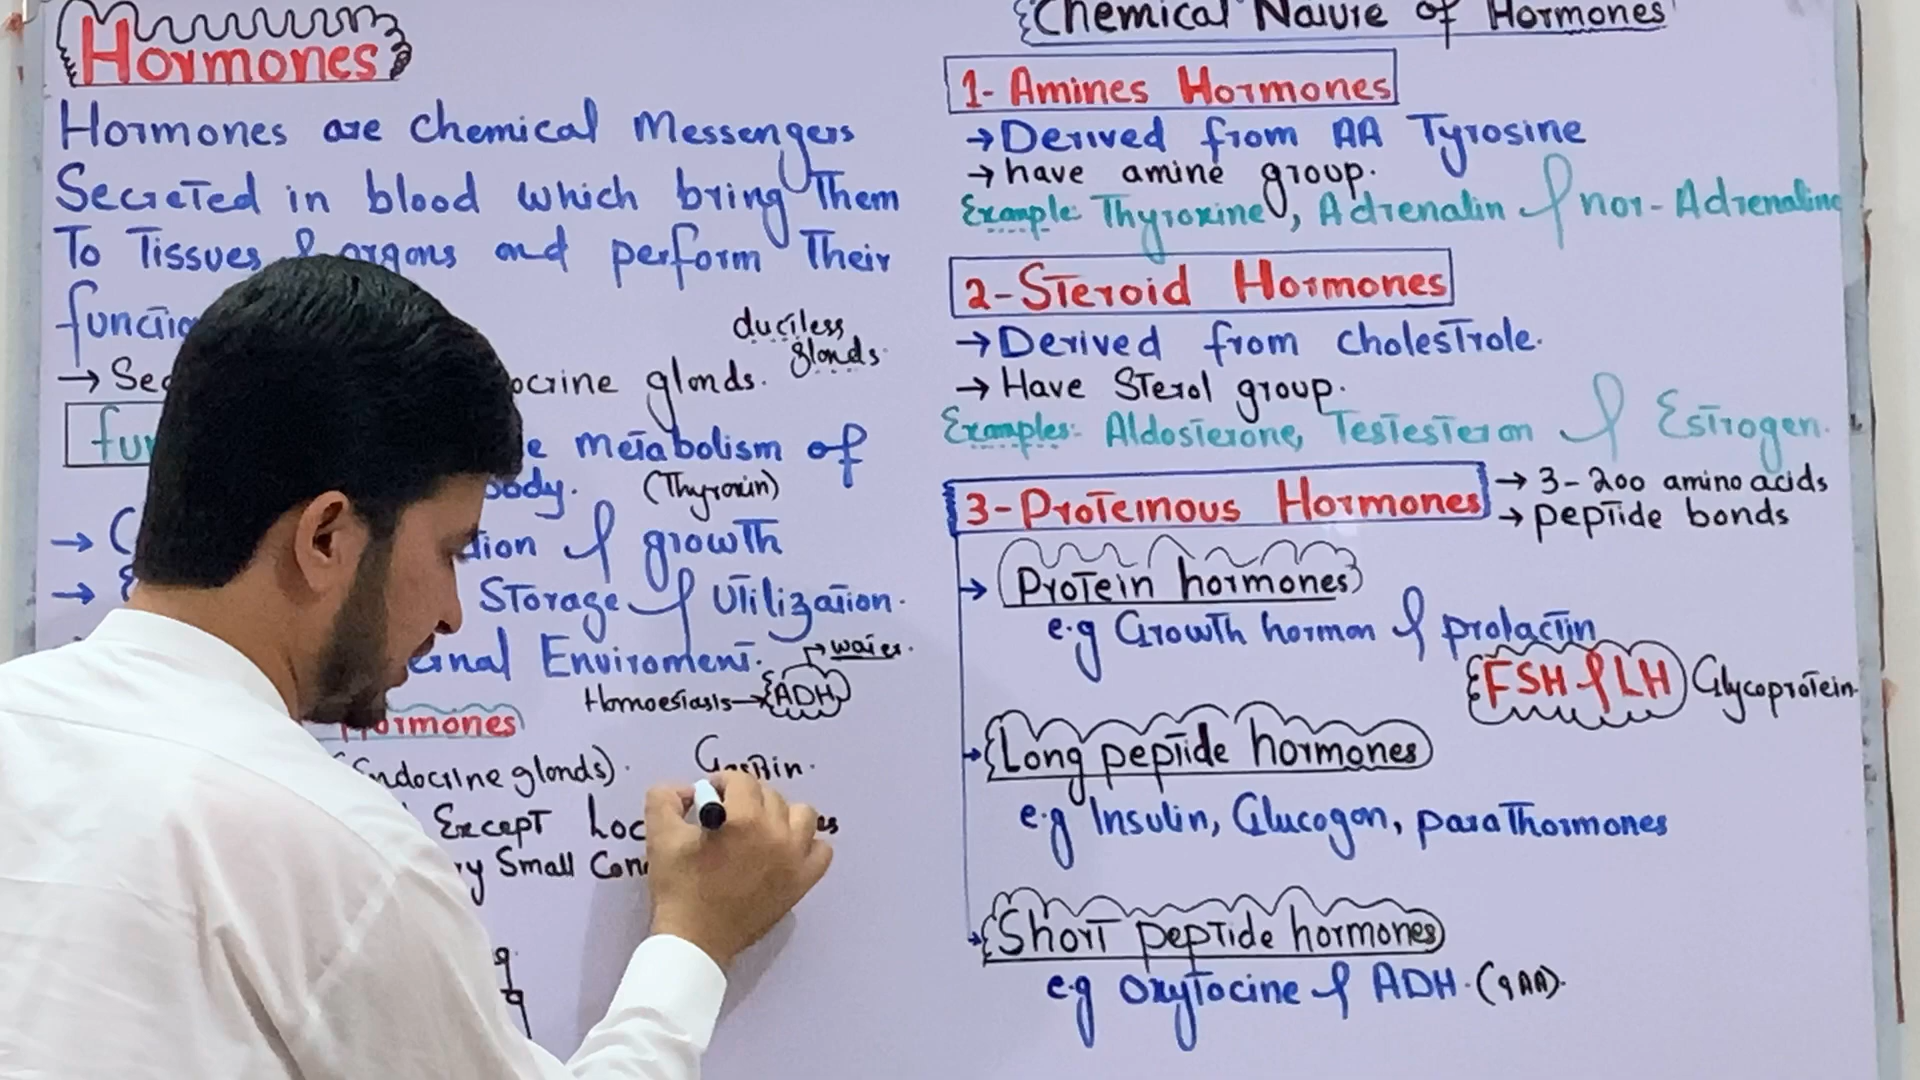 Hormones
Hormones are chemical Messengers
Secreted in blood which bring Them
To Tissues & organs and perform Their
ductless
glands.
glands.
metabolism of
body. (Thyroxin)
& growth
Storage & Utilization.
Enviroment. → water.
Homoestasis → ADH
Hormones
(Endocrine glands). Gastrin.
Except
Small
Chemical Nature of Hormones
1- Amines Hormones
→ Derived from AA Tyrosine
→ have amine group.
Example: Thyroxine, Adrenalin & nor-Adrenaline
2- Steroid Hormones
→ Derived from cholestrole.
→ Have Sterol group.
Examples:- Aldosterone, Testesteron & Estrogen.
3- Proteinous Hormones → 3-200 amino acids
→ peptide bonds
→ Protein hormones
e.g Growth hormon & prolactin
FSH & LH Glycoprotein.
→ Long peptide hormones
e.g Insulin, Glucogon, parathormones
→ Short peptide hormones
e.g Oxytocine & ADH. (9AA).